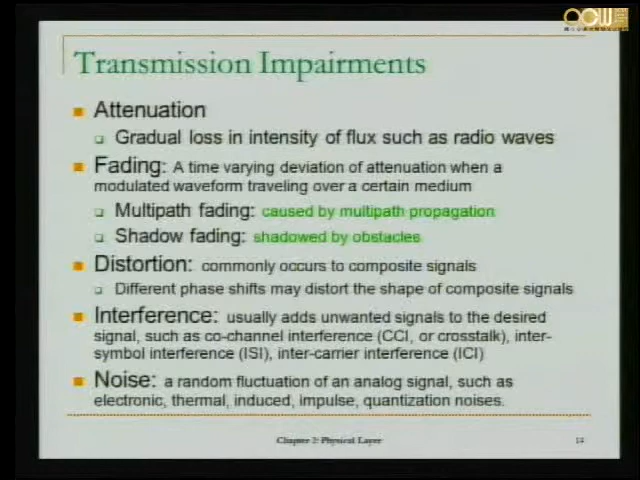 OCW
Transmission Impairments
Attenuation
Gradual loss in intensity of flux such as radio waves
Fading: A time varying deviation of attenuation when a
modulated waveform traveling over a certain medium
Multipath fading: caused by multipath propagation
Shadow fading: shadowed by obstacles
Distortion: commonly occurs to composite signals
Different phase shifts may distort the shape of composite signals
Interference: usually adds unwanted signals to the desired
signal, such as co-channel interference (CCI, or crosstalk), inter-
symbol interference (ISI), inter-carrier interference (ICI)
Noise: a random fluctuation of an analog signal, such as
electronic, thermal, induced, impulse, quantization noises.
Chapter 2: Physical Layer
14